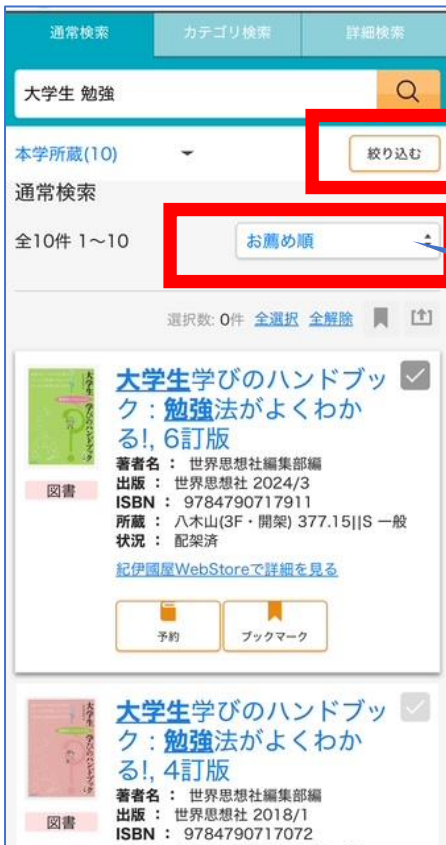 通常検索 カテゴリ検索 詳細検索
大学生 勉強
本学所蔵(10) 絞り込む
通常検索
全10件 1～10 お薦め順
選択数: 0件 全選択 全解除
大学生学びのハンドブッ
ク : 勉強法がよくわか
る!, 6訂版
著者名 ： 世界思想社編集部編
出版 ： 世界思想社 2024/3
図書
ISBN ： 9784790717911
所蔵 ： 八木山(3F・開架) 377.15||S 一般
状況 ： 配架済
紀伊國屋WebStoreで詳細を見る
予約 ブックマーク
大学生学びのハンドブッ
ク : 勉強法がよくわか
る!, 4訂版
著者名 ： 世界思想社編集部編
出版 ： 世界思想社 2018/1
図書
ISBN ： 9784790717072